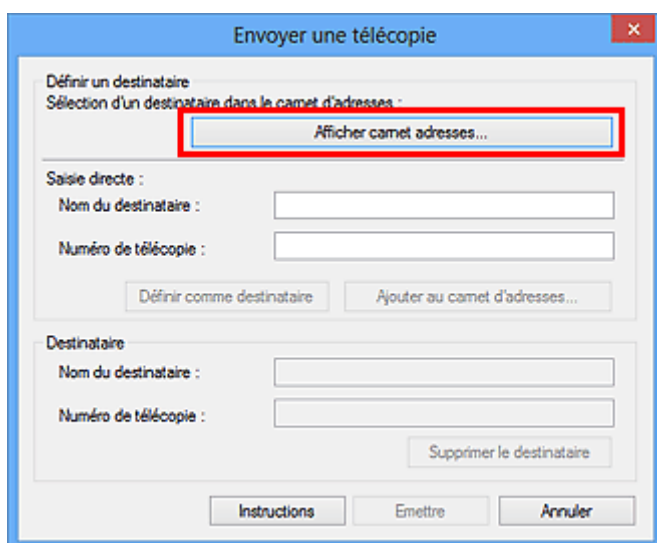 Envoyer une télécopie
Définir un destinataire
Sélection d'un destinataire dans le carnet d'adresses :
Afficher carnet adresses...
Saisie directe :
Nom du destinataire :
Numéro de télécopie :
Définir comme destinataire
Ajouter au carnet d'adresses...
Destinataire
Nom du destinataire :
Numéro de télécopie :
Supprimer le destinataire
Instructions
Emettre
Annuler